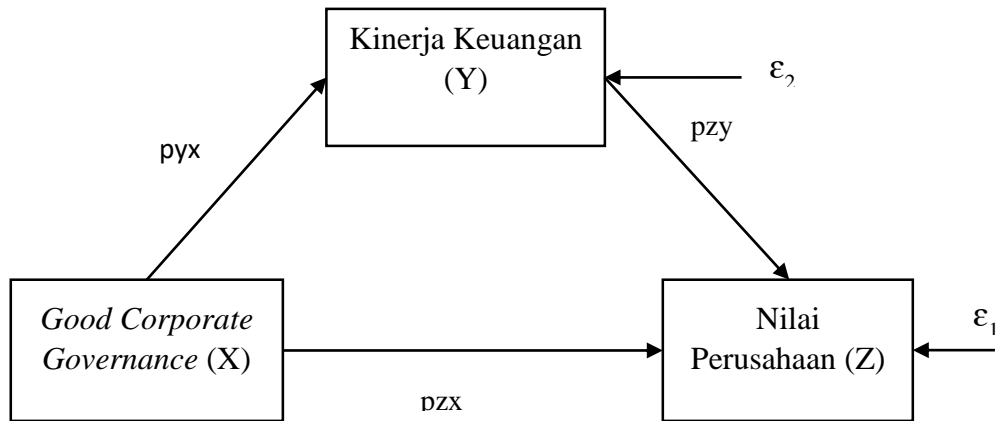 Kinerja Keuangan
(Y)
ε₂
pyx
pzy
Good Corporate
Governance (X)
Nilai
Perusahaan (Z)
ε₁
pzx